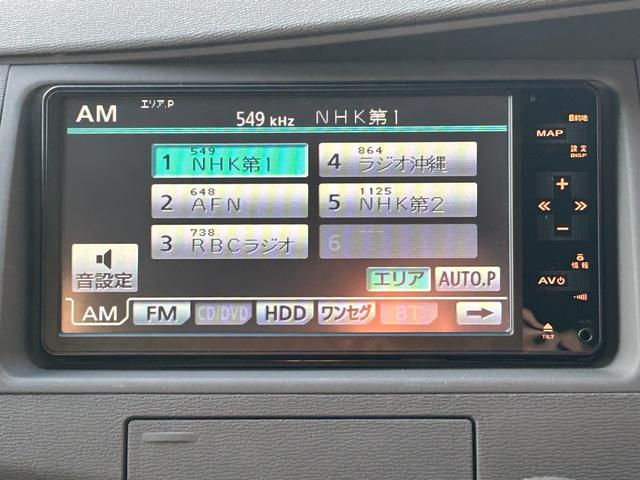 AM エリア.P 549 kHz NHK第1
目的地
MAP
設定
DISP
549
1 NHK第1
864
4 ラジオ沖縄
648
2 AFN
1125
5 NHK第2
738
3 RBCラジオ
6 ---
音設定
エリア AUTO.P
情報
AV
AM FM CD/DVD HDD ワンセグ BT
TILT